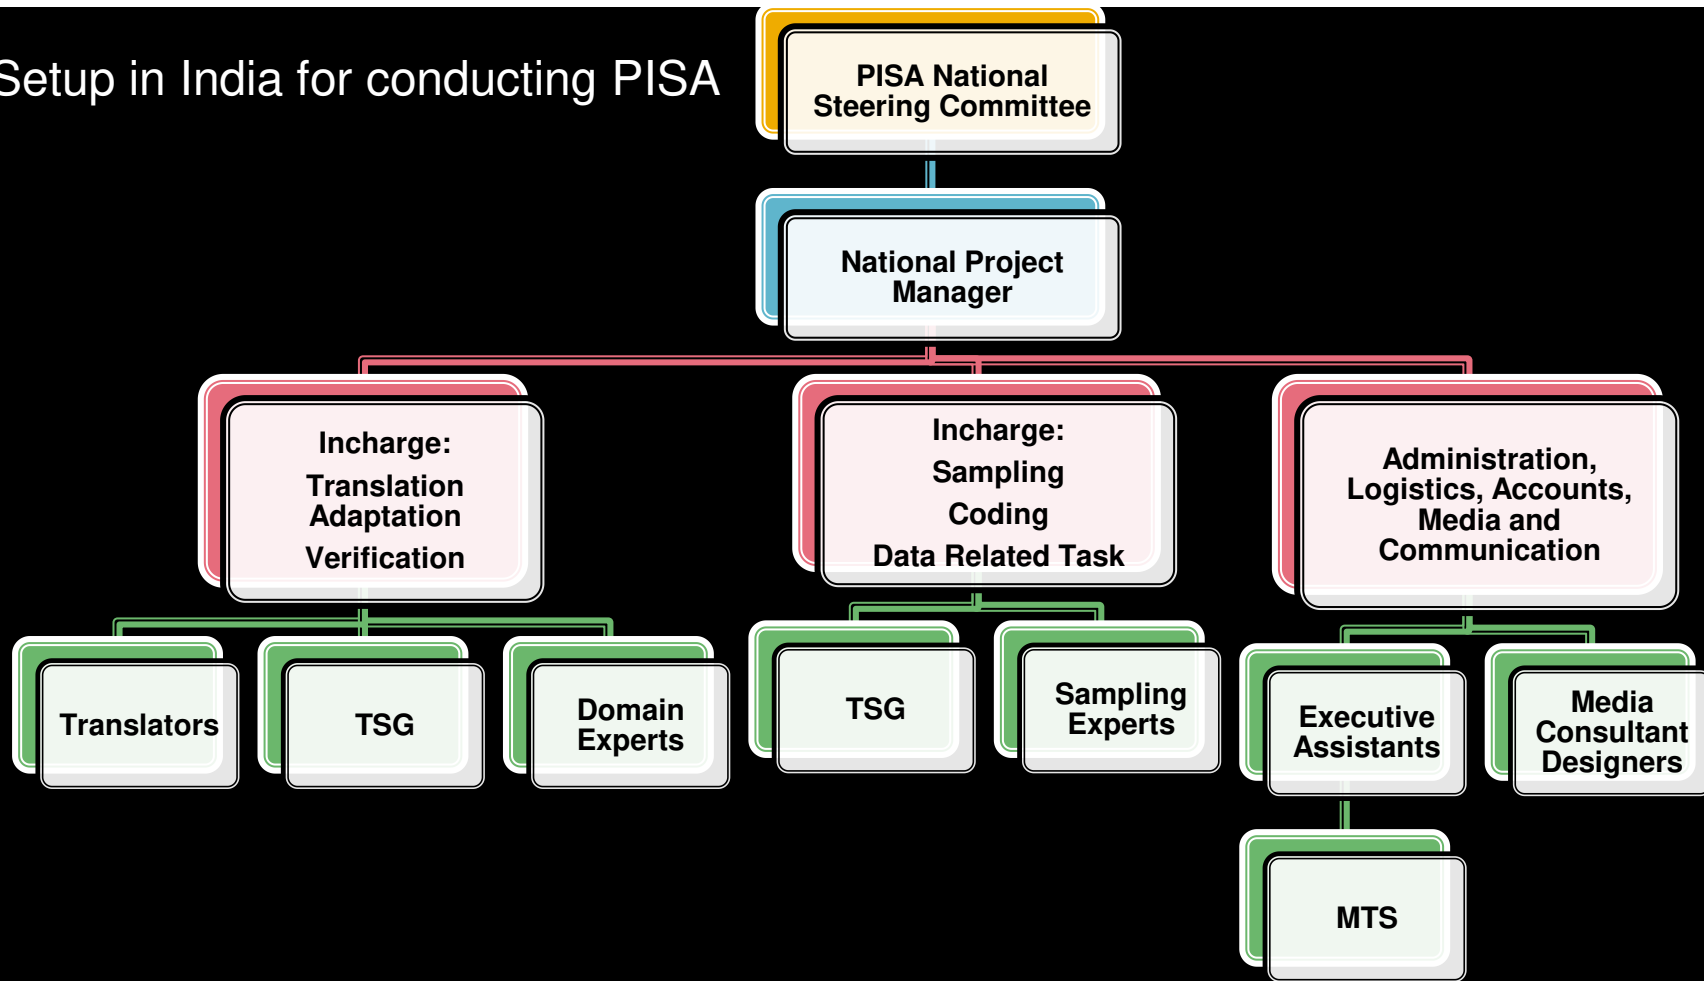 Setup in India for conducting PISA
PISA National
Steering Committee
National Project
Manager
Incharge:
Translation
Adaptation
Verification
Incharge:
Sampling
Coding
Data Related Task
Administration,
Logistics, Accounts,
Media and
Communication
Translators
TSG
Domain
Experts
TSG
Sampling
Experts
Executive
Assistants
Media
Consultant
Designers
MTS